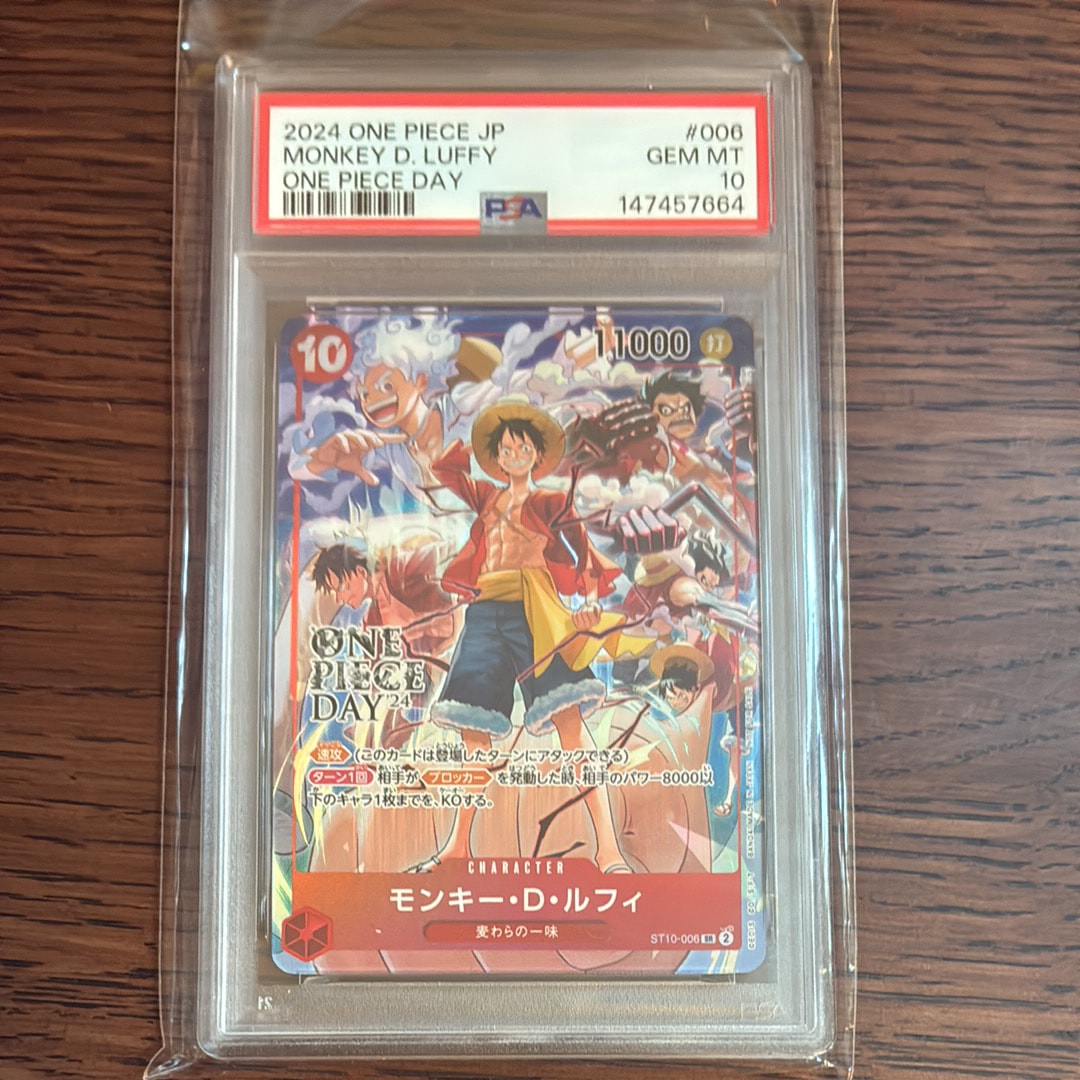 2024 ONE PIECE JP #006
MONKEY D. LUFFY GEM MT
ONE PIECE DAY 10
PSA 147457664
10 11000 打
ONE
PIECE
DAY'24
速攻 (このカードは登場したターンにアタックできる)
ターン1回 相手が ブロッカー を発動した時、相手のパワー8000以
下のキャラ1枚までを、KOする。
CHARACTER
モンキー・D・ルフィ
麦わらの一味
ST10-006 SR 2